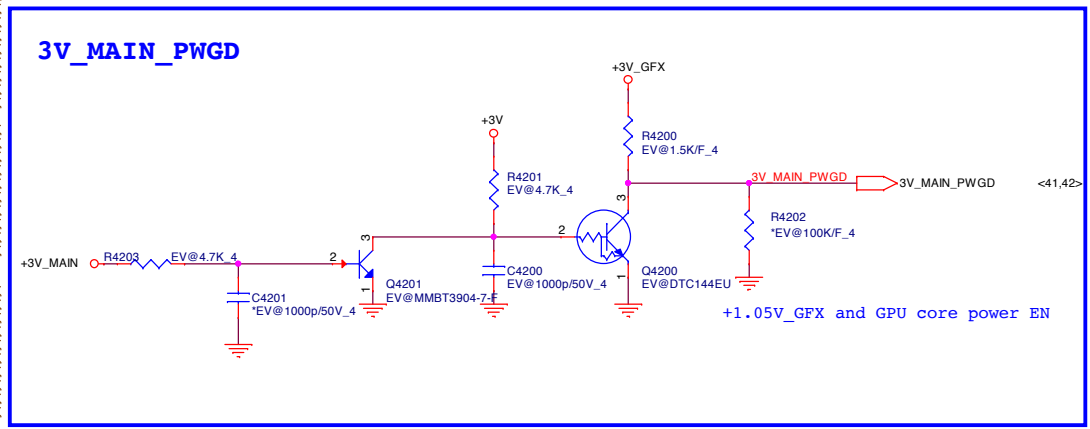 3V_MAIN_PWGD
+3V_GFX
+3V
R4200
EV@1.5K/F_4
R4201
EV@4.7K_4
3V_MAIN_PWGD
3V_MAIN_PWGD
<41,42>
3
2
R4202
*EV@100K/F_4
+3V_MAIN
R4203
EV@4.7K_4
2
3
1
Q4201
EV@MMBT3904-7-F
C4200
EV@1000p/50V_4
1
Q4200
EV@DTC144EU
C4201
*EV@1000p/50V_4
+1.05V_GFX and GPU core power EN